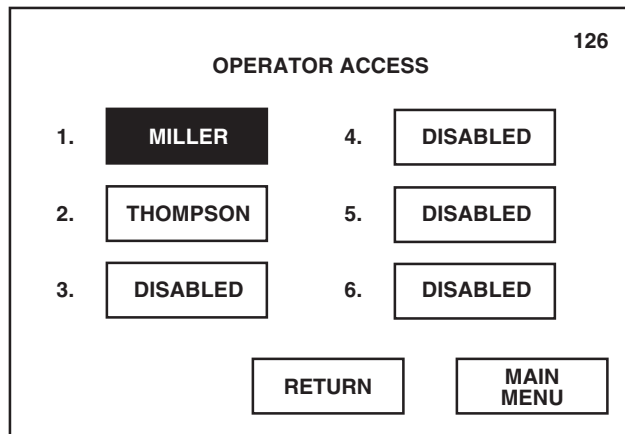 126
OPERATOR ACCESS
1. MILLER 4. DISABLED
2. THOMPSON 5. DISABLED
3. DISABLED 6. DISABLED
RETURN MAIN
MENU